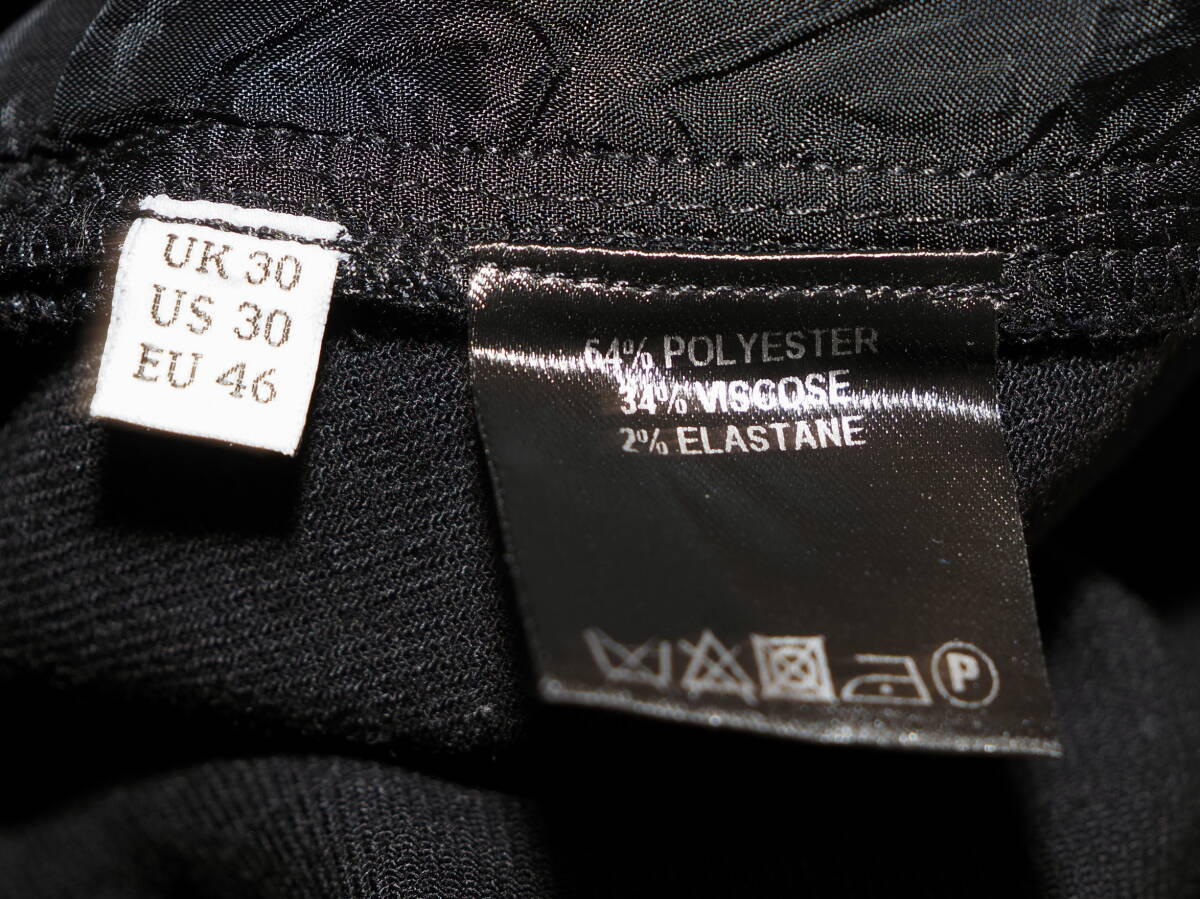 UK 30
US 30
EU 46
64% POLYESTER
34% VISCOSE
2% ELASTANE
P